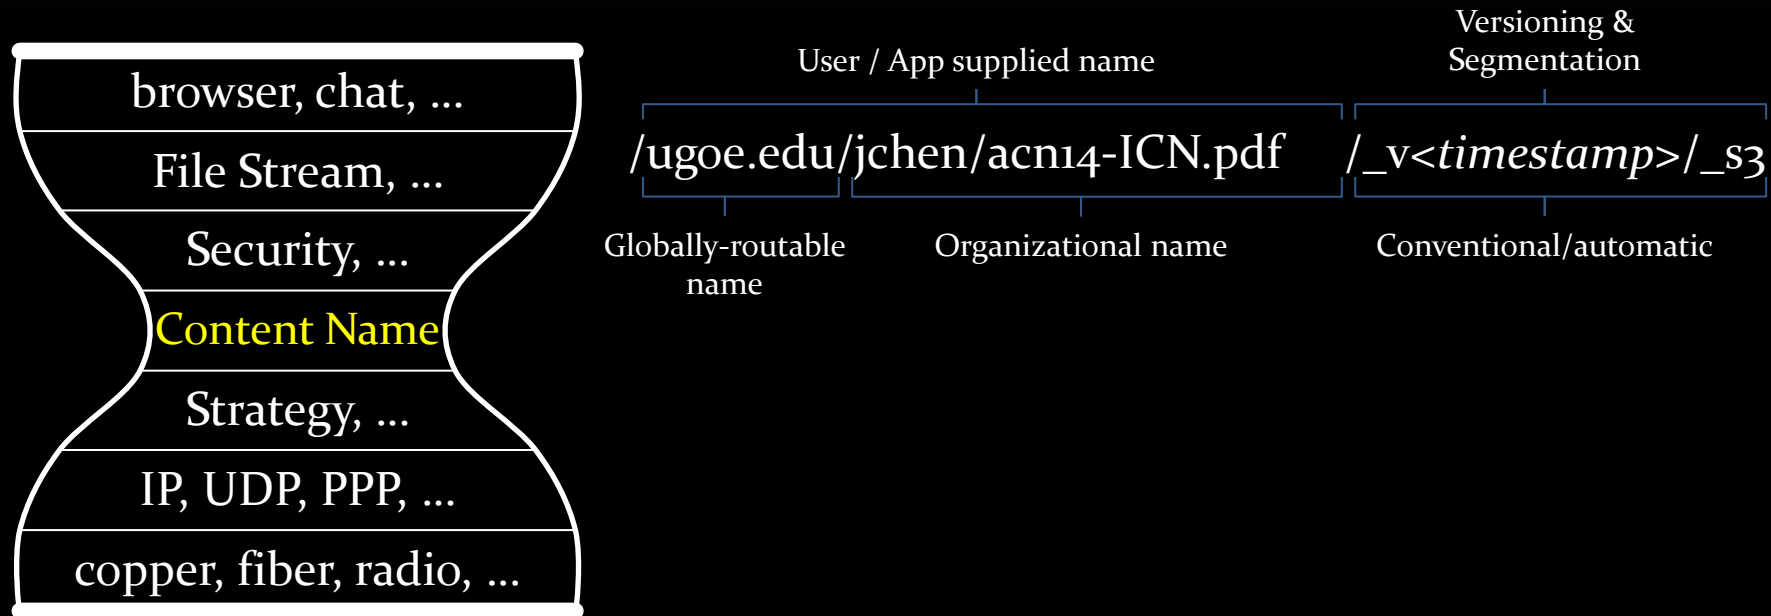 browser, chat, ...
File Stream, ...
Security, ...
Content Name
Strategy, ...
IP, UDP, PPP, ...
copper, fiber, radio, ...
User / App supplied name
Versioning &
Segmentation
/ugoe.edu/jchen/acn14-ICN.pdf /_v<timestamp>/_s3
Globally-routable
name
Organizational name
Conventional/automatic